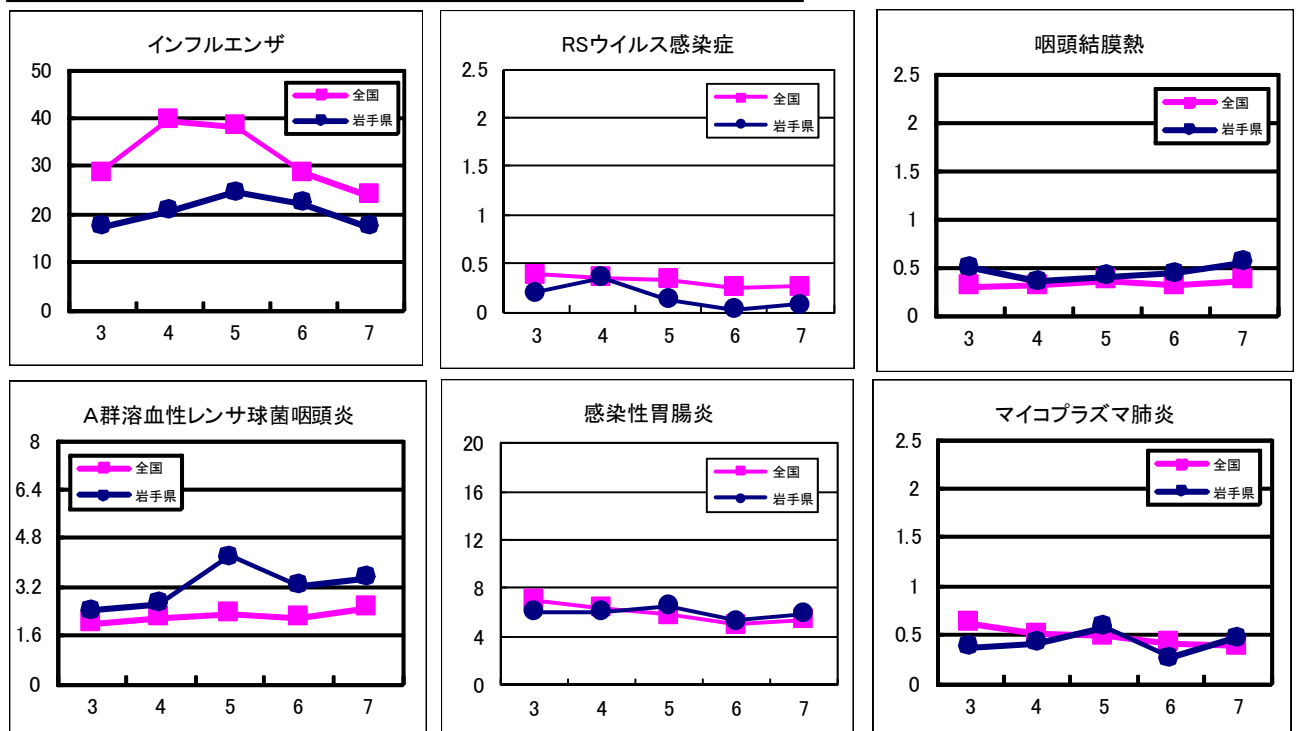 インフルエンザ
50
40
30
20
10
0
全国
岩手県
3 4 5 6 7
RSウイルス感染症
2.5
2
1.5
1
0.5
0
全国
岩手県
3 4 5 6 7
咽頭結膜熱
2.5
2
1.5
1
0.5
0
全国
岩手県
3 4 5 6 7
A群溶血性レンサ球菌咽頭炎
8
6.4
4.8
3.2
1.6
0
全国
岩手県
3 4 5 6 7
感染性胃腸炎
20
16
12
8
4
0
全国
岩手県
3 4 5 6 7
マイコプラズマ肺炎
2.5
2
1.5
1
0.5
0
全国
岩手県
3 4 5 6 7